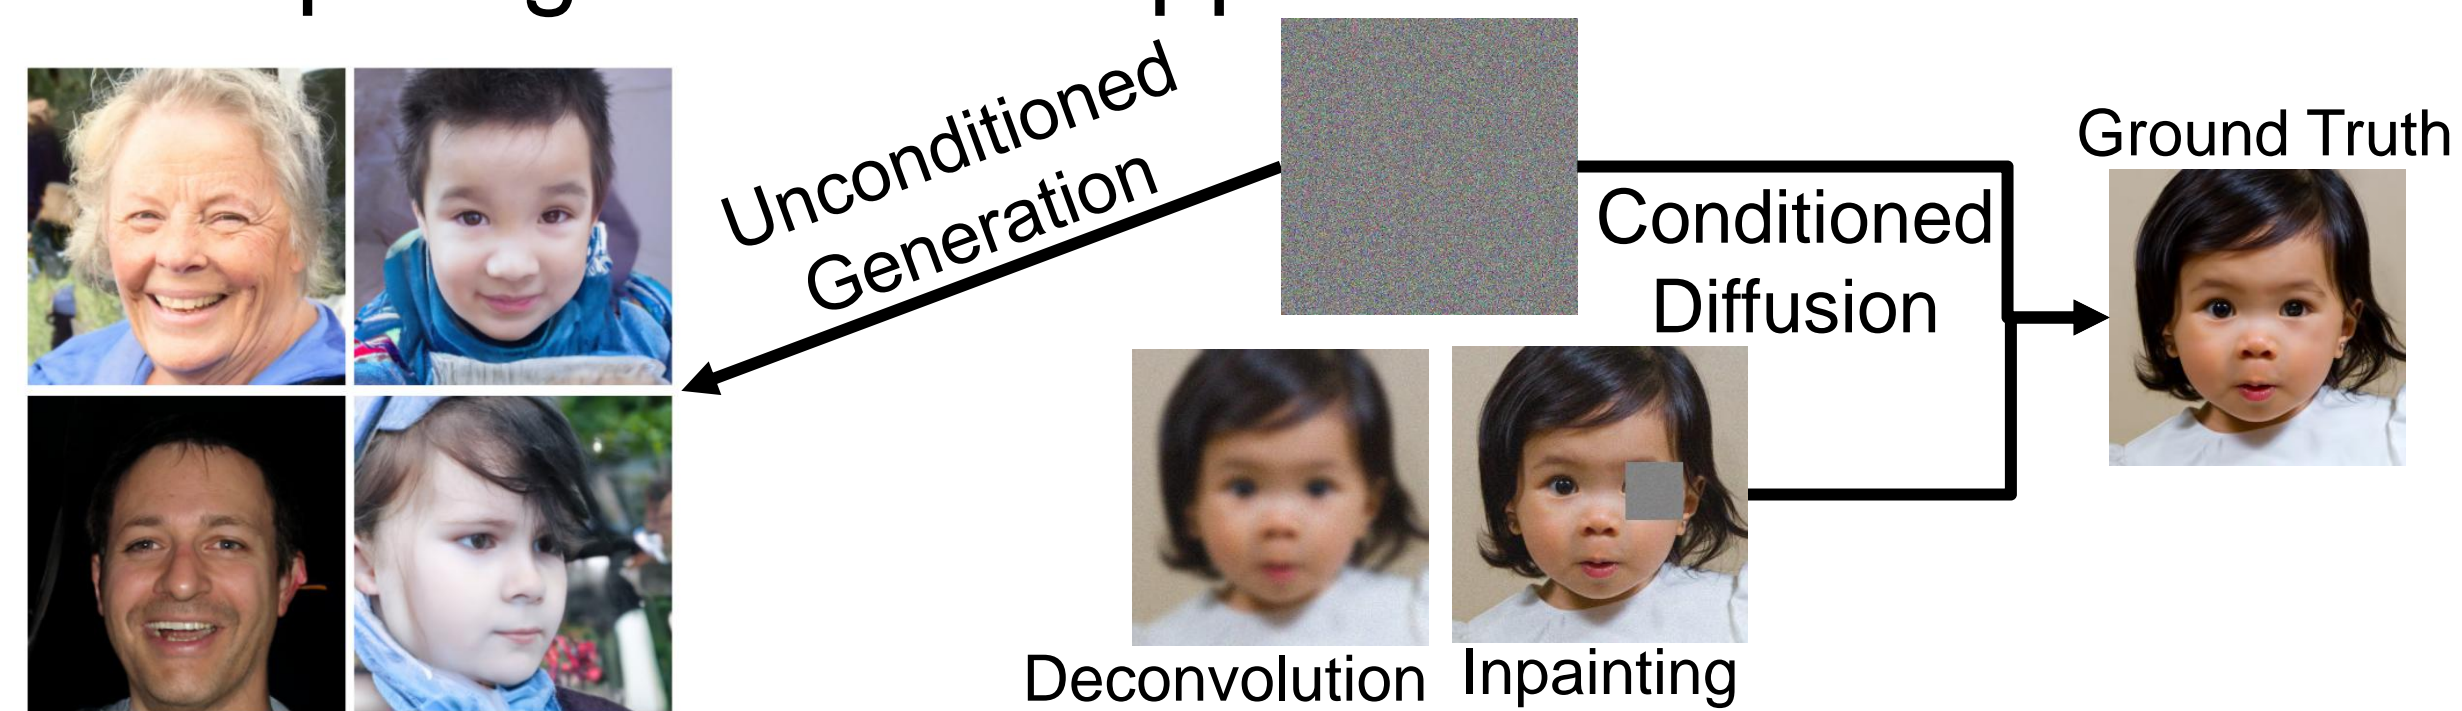 Unconditioned
Generation
Conditioned
Diffusion
Ground Truth
Deconvolution
Inpainting